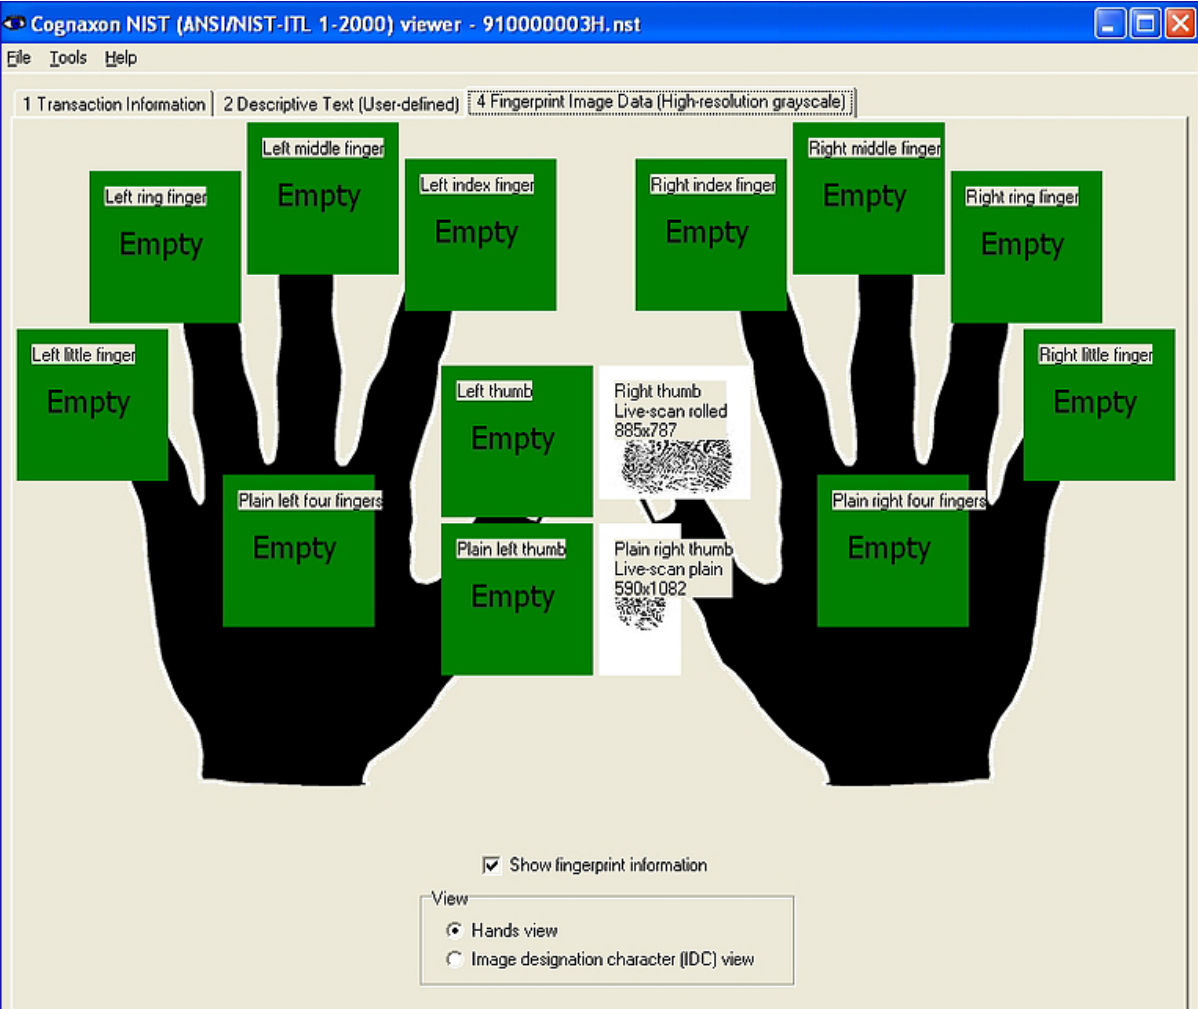 Cognaxon NIST (ANSI/NIST-ITL 1-2000) viewer - 910000003H.nst
File Tools Help
1 Transaction Information
2 Descriptive Text (User-defined)
4 Fingerprint Image Data (High-resolution grayscale)
Left middle finger
Empty
Right middle finger
Empty
Left index finger
Empty
Right index finger
Empty
Left ring finger
Empty
Right ring finger
Empty
Left little finger
Empty
Right little finger
Empty
Left thumb
Empty
Right thumb
Live-scan rolled
885x787
Plain left four fingers
Empty
Plain right four fingers
Empty
Plain left thumb
Empty
Plain right thumb
Live-scan plain
590x1082
Show fingerprint information
View
Hands view
Image designation character (IDC) view